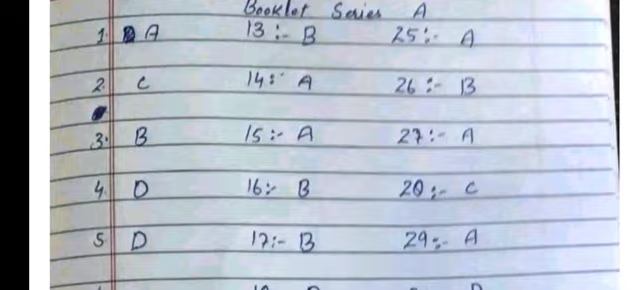 Booklet Series A
1. A 13:- B 25:- A
2. C 14:- A 26:- B
3. B 15:- A 27:- A
4. D 16:- B 28:- C
5. D 17:- B 29:- A